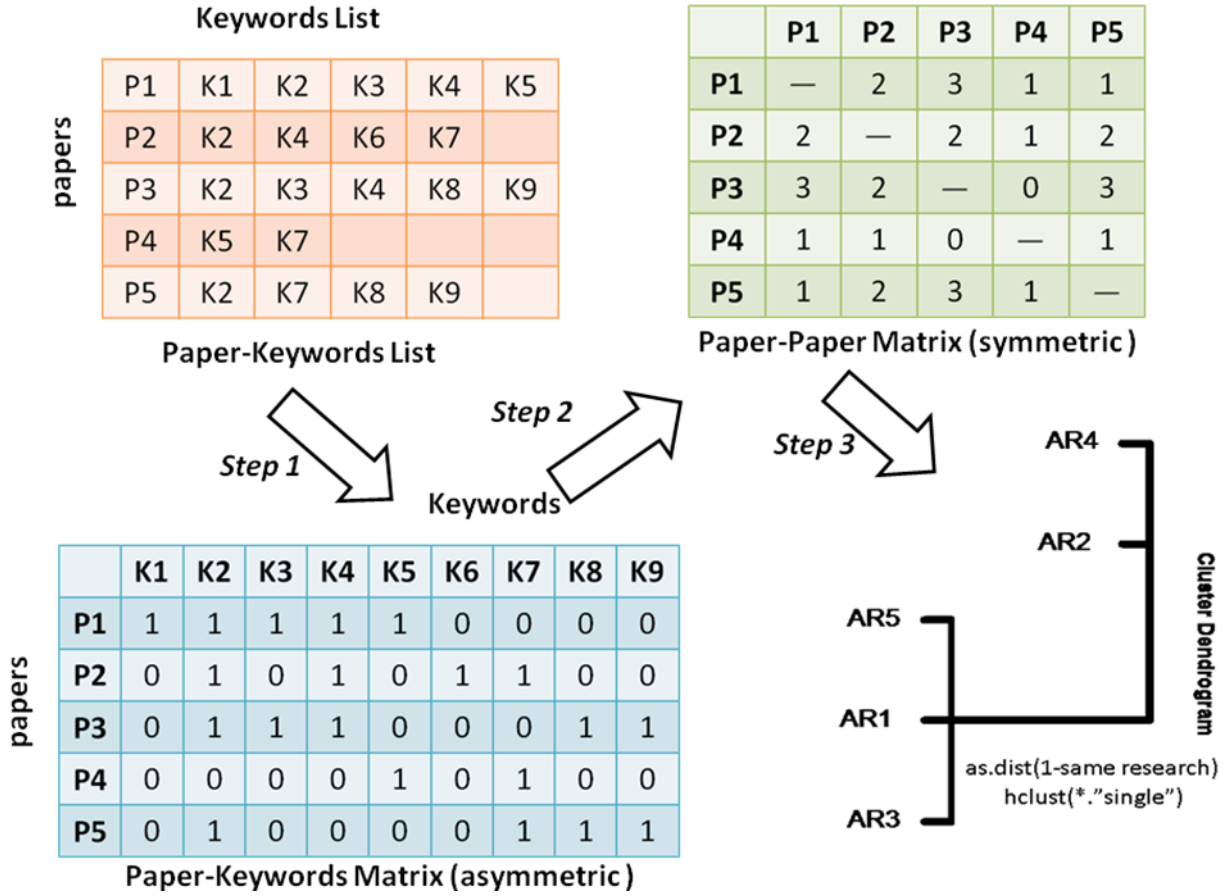 Keywords List
papers
P1 K1 K2 K3 K4 K5
P2 K2 K4 K6 K7
P3 K2 K3 K4 K8 K9
P4 K5 K7
P5 K2 K7 K8 K9
Paper-Keywords List
P1 P2 P3 P4 P5
P1 — 2 3 1 1
P2 2 — 2 1 2
P3 3 2 — 0 3
P4 1 1 0 — 1
P5 1 2 3 1 —
Paper-Paper Matrix (symmetric)
Step 1
Step 2
Step 3
Keywords
papers
K1 K2 K3 K4 K5 K6 K7 K8 K9
P1 1 1 1 1 1 0 0 0 0
P2 0 1 0 1 0 1 1 0 0
P3 0 1 1 1 0 0 0 1 1
P4 0 0 0 0 1 0 1 0 0
P5 0 1 0 0 0 0 1 1 1
Paper-Keywords Matrix (asymmetric)
AR4
AR2
AR5
AR1
AR3
Cluster Dendrogram
as.dist(1-same research)
hclust(*."single”)